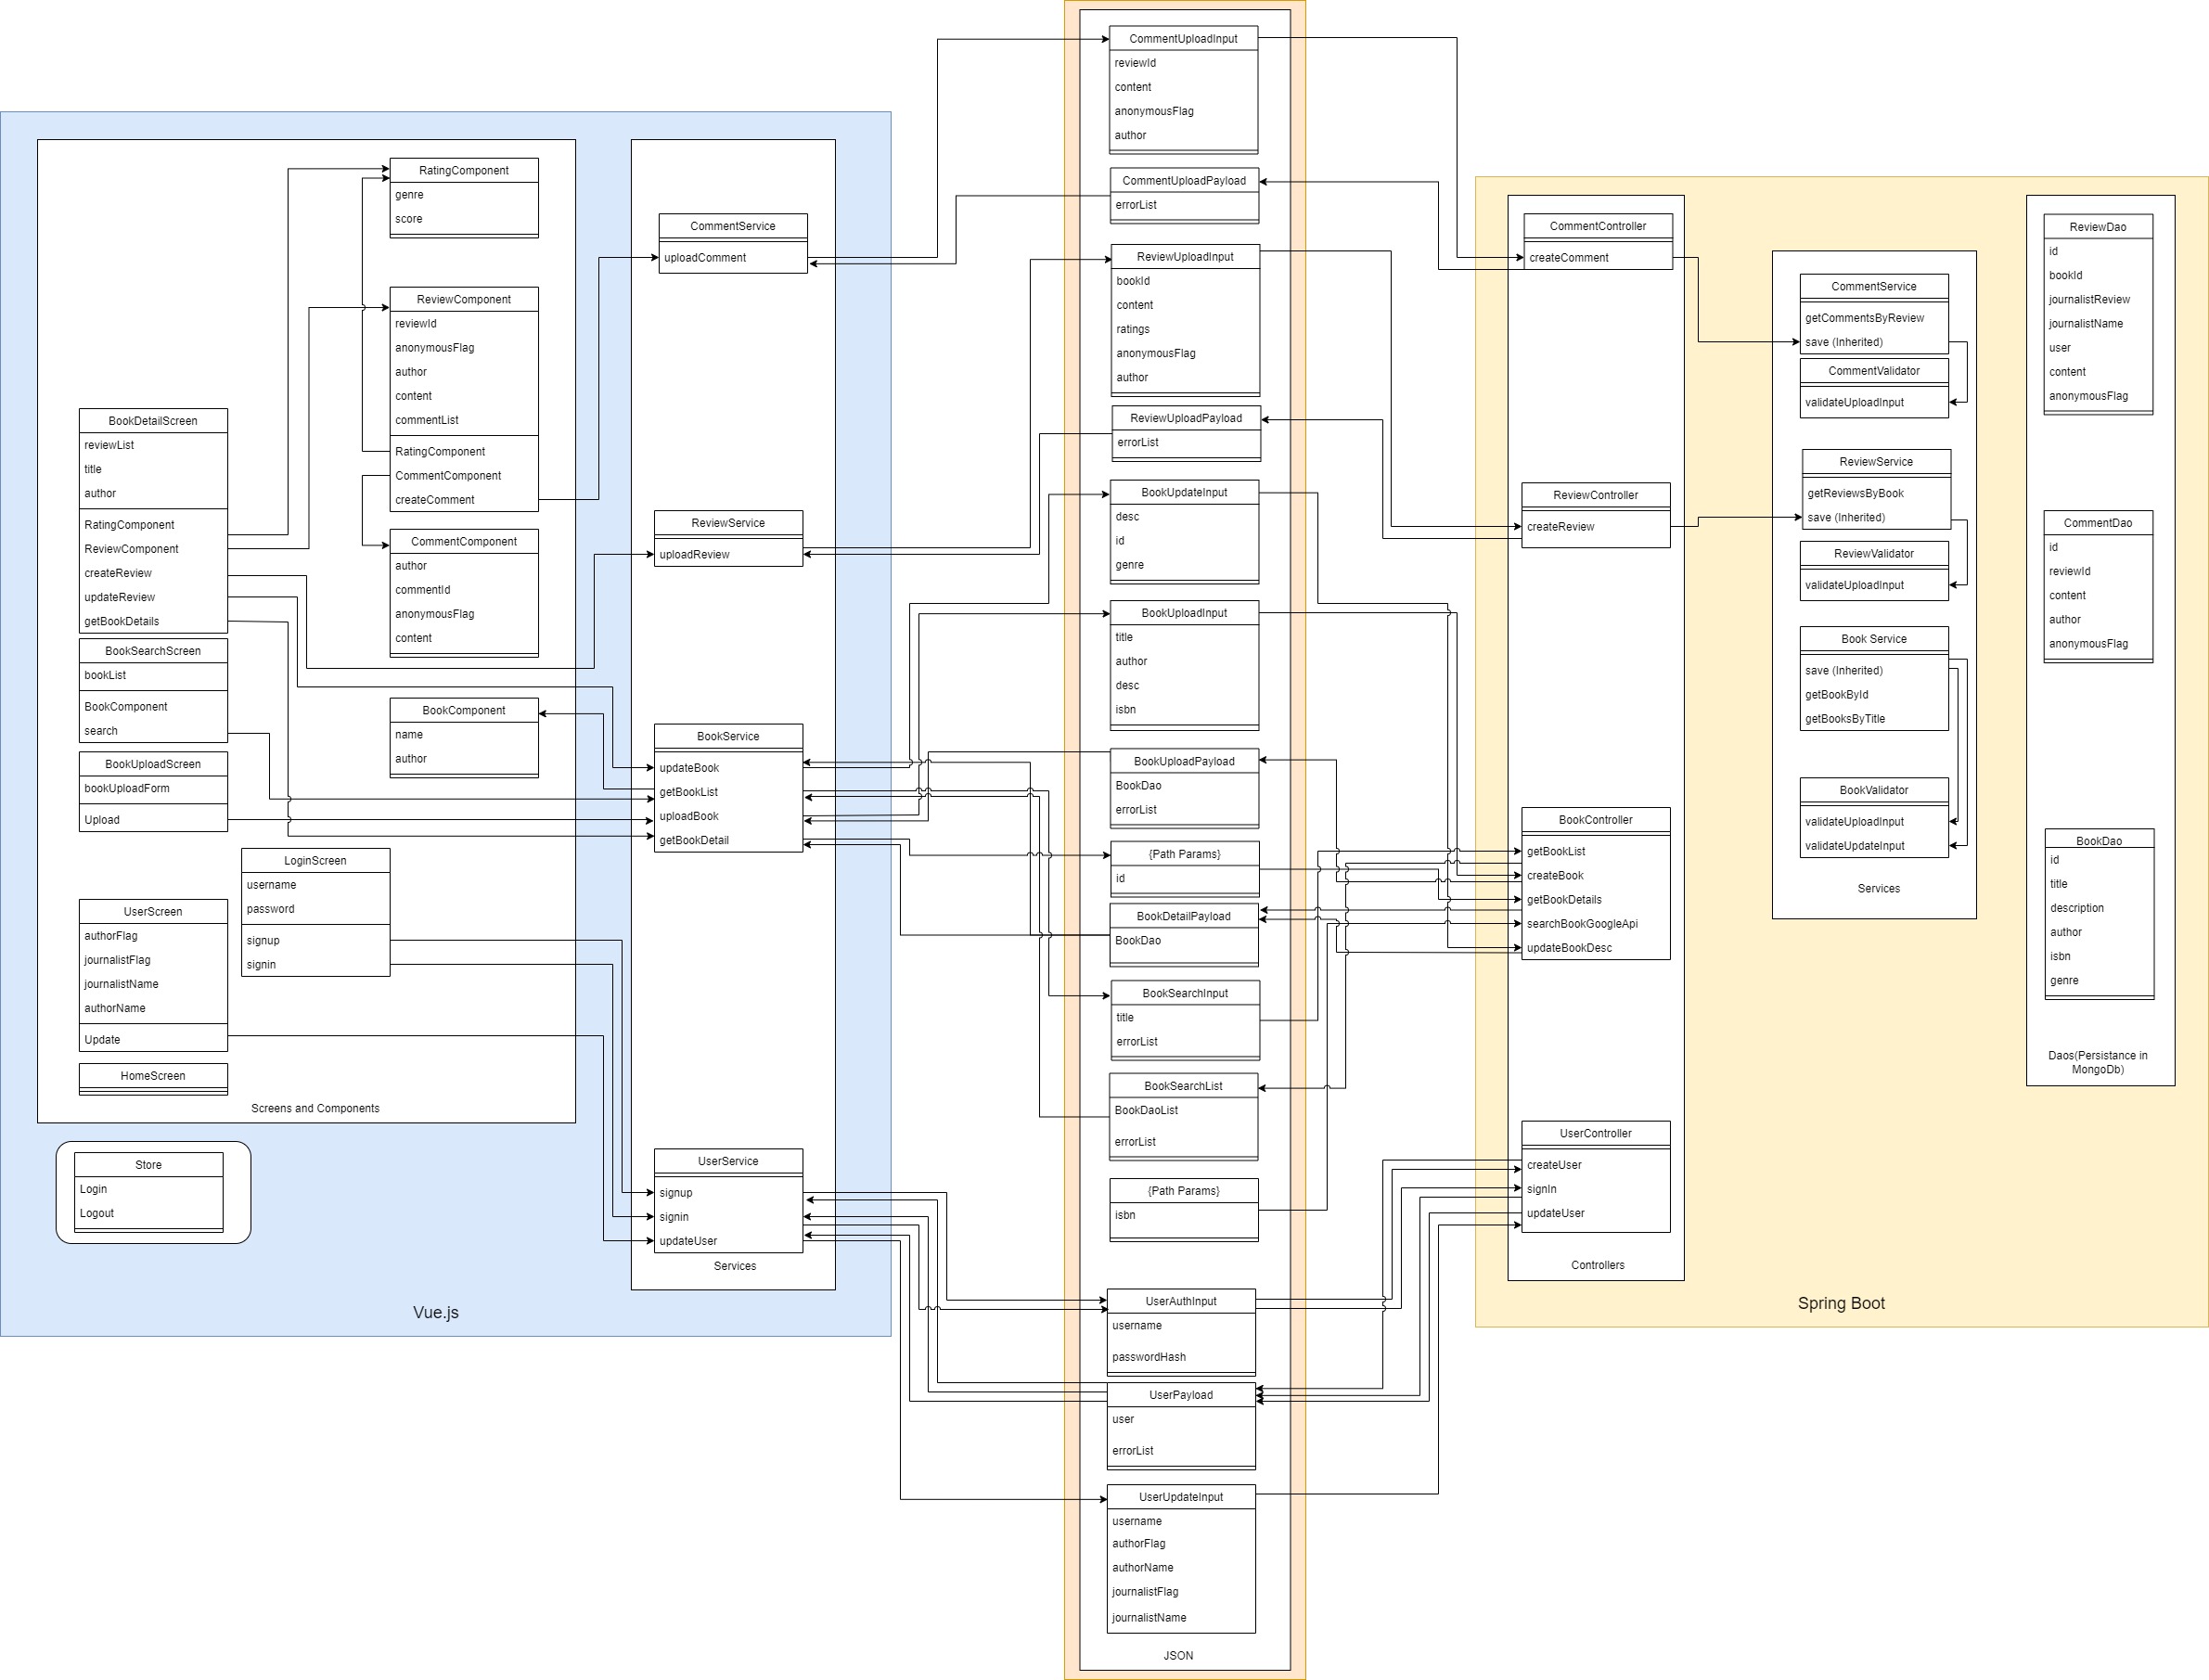 RatingComponent
genre
score
ReviewComponent
reviewId
anonymousFlag
author
content
commentList
RatingComponent
CommentComponent
createComment
BookDetailScreen
reviewList
title
author
RatingComponent
ReviewComponent
createReview
updateReview
getBookDetails
CommentComponent
author
commentId
anonymousFlag
content
BookSearchScreen
bookList
BookComponent
search
BookComponent
name
author
BookUploadScreen
bookUploadForm
Upload
LoginScreen
username
password
signup
signin
UserScreen
authorFlag
journalistFlag
journalistName
authorName
Update
HomeScreen
Screens and Components
Store
Login
Logout
CommentService
uploadComment
ReviewService
uploadReview
BookService
updateBook
getBookList
uploadBook
getBookDetail
UserService
signup
signin
updateUser
Services
Vue.js
CommentUploadInput
reviewId
content
anonymousFlag
author
CommentUploadPayload
errorList
ReviewUploadInput
bookId
content
ratings
anonymousFlag
author
ReviewUploadPayload
errorList
BookUpdateInput
desc
id
genre
BookUploadInput
title
author
desc
isbn
BookUploadPayload
BookDao
errorList
{Path Params}
id
BookDetailPayload
BookDao
BookSearchInput
title
errorList
BookSearchList
BookDaoList
errorList
{Path Params}
isbn
UserAuthInput
username
passwordHash
UserPayload
user
errorList
UserUpdateInput
username
authorFlag
authorName
journalistFlag
journalistName
JSON
CommentController
createComment
ReviewController
createReview
BookController
getBookList
createBook
getBookDetails
searchBookGoogleApi
updateBookDesc
UserController
createUser
signIn
updateUser
Controllers
CommentService
getCommentsByReview
save (Inherited)
CommentValidator
validateUploadInput
ReviewService
getReviewsByBook
save (Inherited)
ReviewValidator
validateUploadInput
Book Service
save (Inherited)
getBookById
getBooksByTitle
BookValidator
validateUploadInput
validateUpdateInput
Services
ReviewDao
id
bookId
journalistReview
journalistName
user
content
anonymousFlag
CommentDao
id
reviewId
content
author
anonymousFlag
BookDao
id
title
description
author
isbn
genre
Daos(Persistance in
MongoDb)
Spring Boot